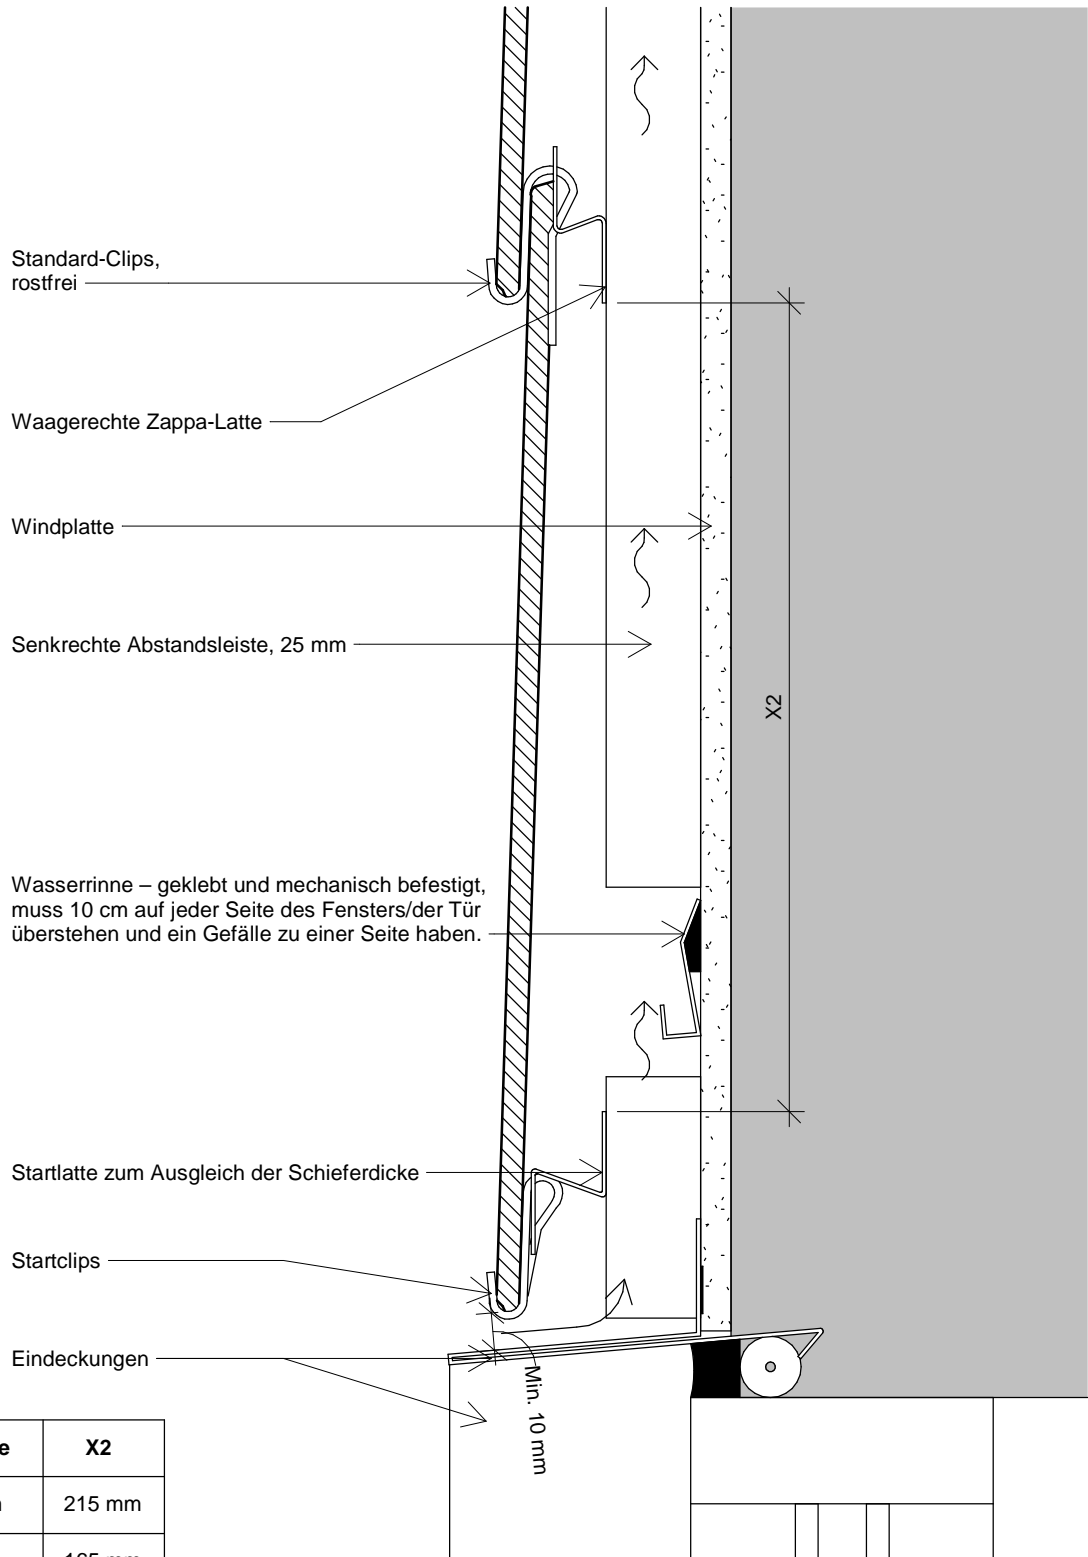 Standard-Clips,
rostfrei
Waagerechte Zappa-Latte
Windplatte
Senkrechte Abstandsleiste, 25 mm
X2
Wasserrinne – geklebt und mechanisch befestigt,
muss 10 cm auf jeder Seite des Fensters/der Tür
überstehen und ein Gefälle zu einer Seite haben.
Startlatte zum Ausgleich der Schieferdicke
Startclips
Eindeckungen
Min. 10 mm
X2
215 mm